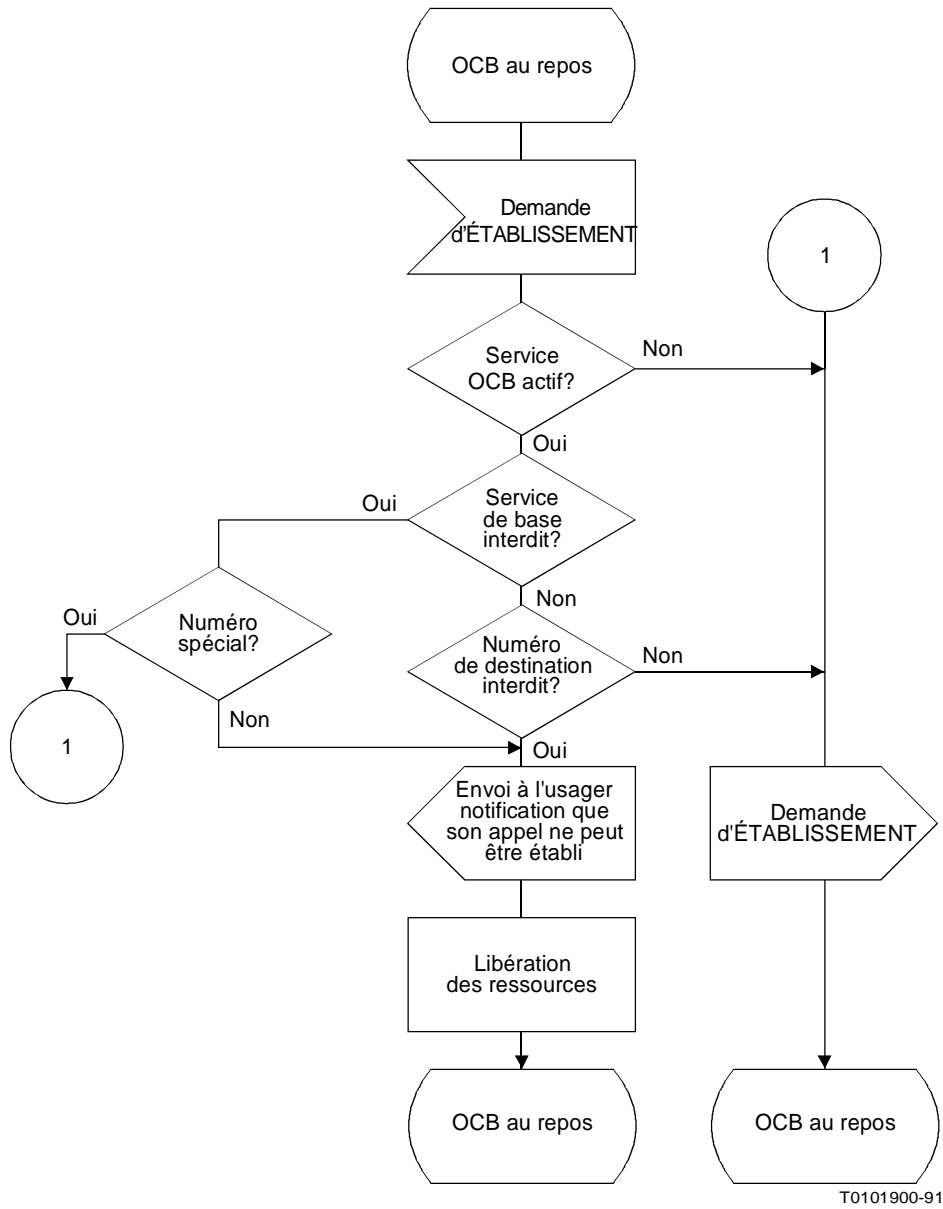 OCB au repos
Demande
d'ÉTABLISSEMENT
1
Service
OCB actif?
Non
Oui
Service
de base
interdit?
Oui
Non
Numéro
spécial?
Oui
Numéro
de destination
interdit?
Non
1
Non
Oui
Envoi à l'usager
notification que
son appel ne peut
être établi
Demande
d'ÉTABLISSEMENT
Libération
des ressources
OCB au repos
OCB au repos
T0101900-91